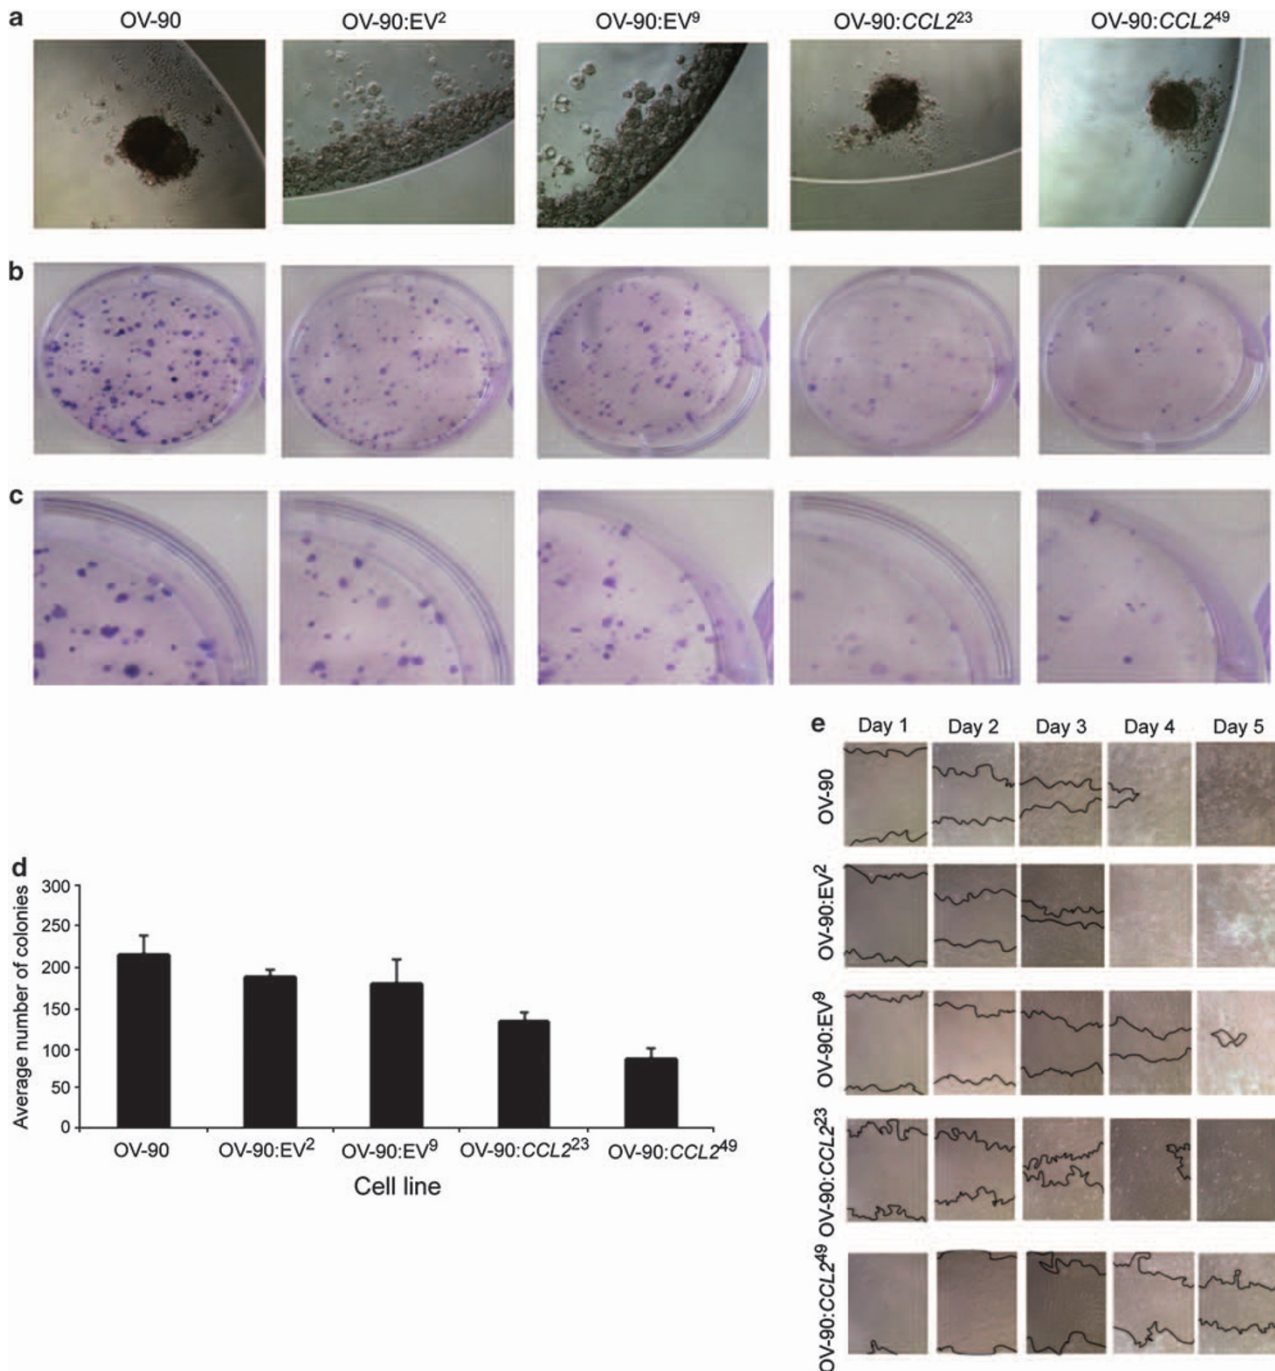 a
OV-90 OV-90:EV² OV-90:EV⁹ OV-90:CCL2²³ OV-90:CCL2⁴⁹
b
c
d
Average number of colonies
300
250
200
150
100
50
0
OV-90 OV-90:EV² OV-90:EV⁹ OV-90:CCL2²³ OV-90:CCL2⁴⁹
Cell line
e
Day 1 Day 2 Day 3 Day 4 Day 5
OV-90
OV-90:EV²
OV-90:EV⁹
OV-90:CCL2²³
OV-90:CCL2⁴⁹